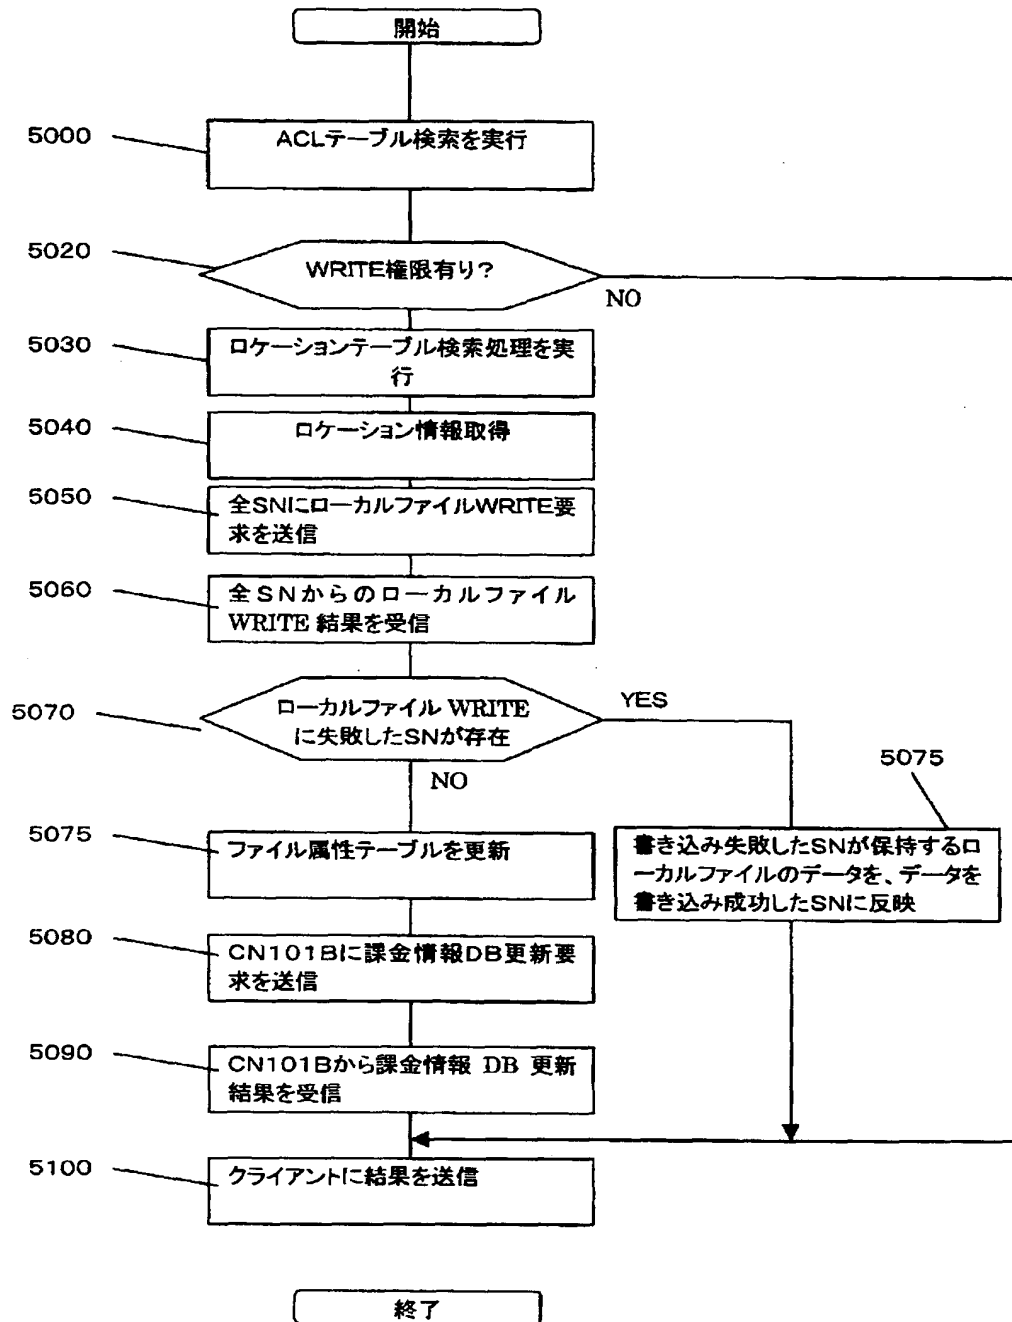 開始
5000
ACLテーブル検索を実行
5020
WRITE権限有り?
NO
5030
ロケーションテーブル検索処理を実
行
5040
ロケーション情報取得
5050
全SNにローカルファイルWRITE要
求を送信
5060
全SNからのローカルファイル
WRITE 結果を受信
5070
ローカルファイル WRITE
に失敗したSNが存在
YES
NO
5075
ファイル属性テーブルを更新
5075
書き込み失敗したSNが保持するロ
ーカルファイルのデータを、データを
書き込み成功したSNに反映
5080
CN101Bに課金情報DB更新要
求を送信
5090
CN101Bから課金情報 DB 更新
結果を受信
5100
クライアントに結果を送信
終了